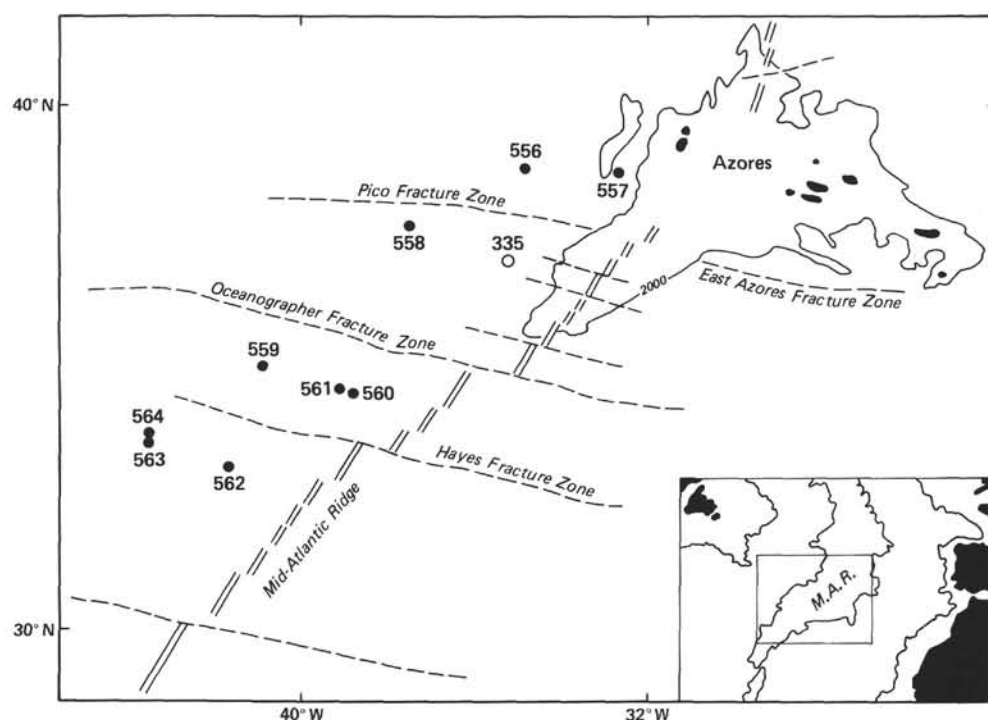 40° N
556
Azores
557
Pico Fracture Zone
558
335
2000
East Azores Fracture Zone
Oceanographer Fracture Zone
559
561
560
564
563
562
Hayes Fracture Zone
Mid-Atlantic Ridge
M.A.R.
30° N
40° W
32° W